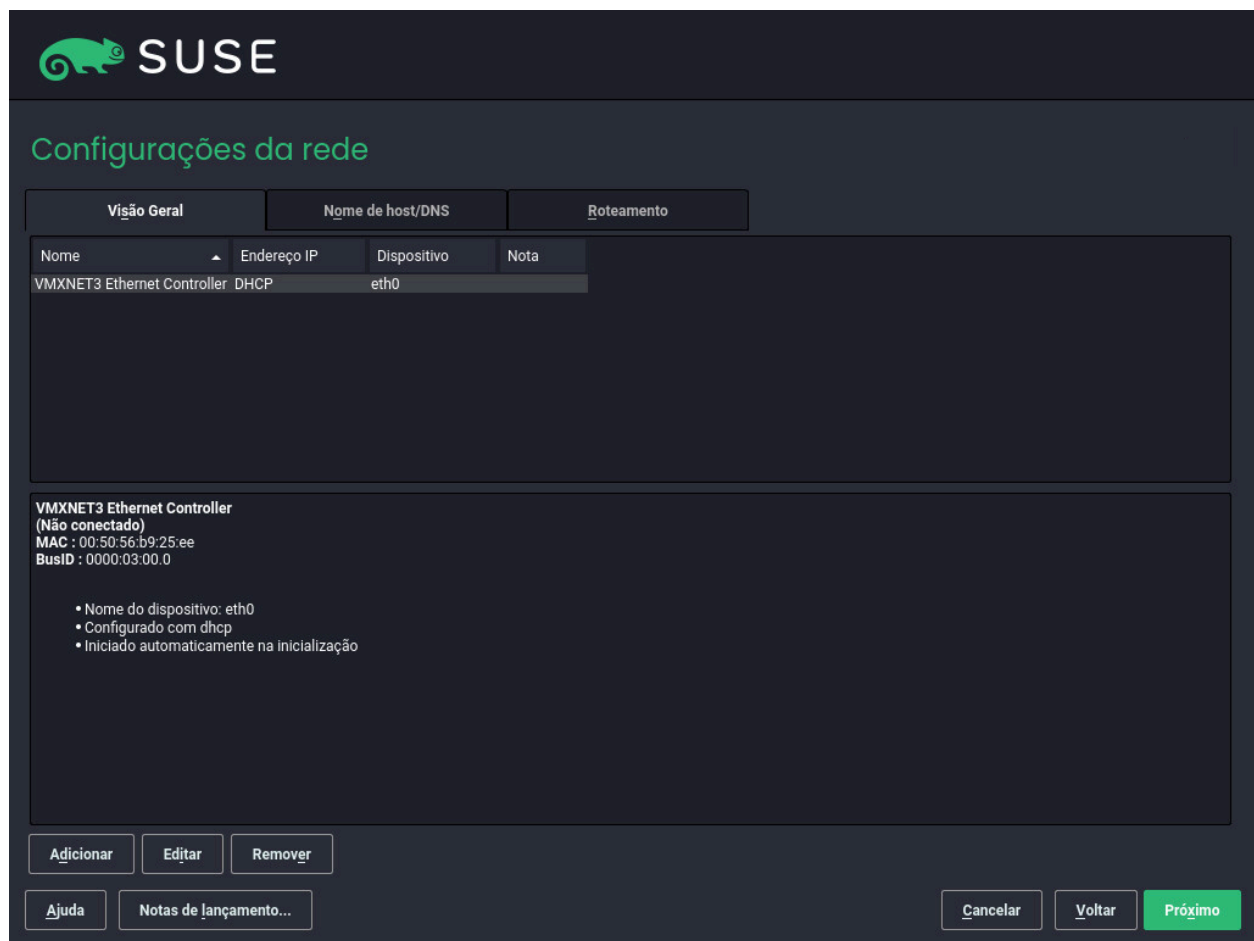 SUSE
Configurações da rede
Visão Geral
Nome de host/DNS
Roteamento
Nome Endereço IP Dispositivo Nota
VMXNET3 Ethernet Controller DHCP eth0
VMXNET3 Ethernet Controller
(Não conectado)
MAC : 00:50:56:b9:25:ee
BusID : 0000:03:00.0
• Nome do dispositivo: eth0
• Configurado com dhcp
• Iniciado automaticamente na inicialização
Adicionar Editar Remover
Ajuda Notas de lançamento... Cancelar Voltar Próximo